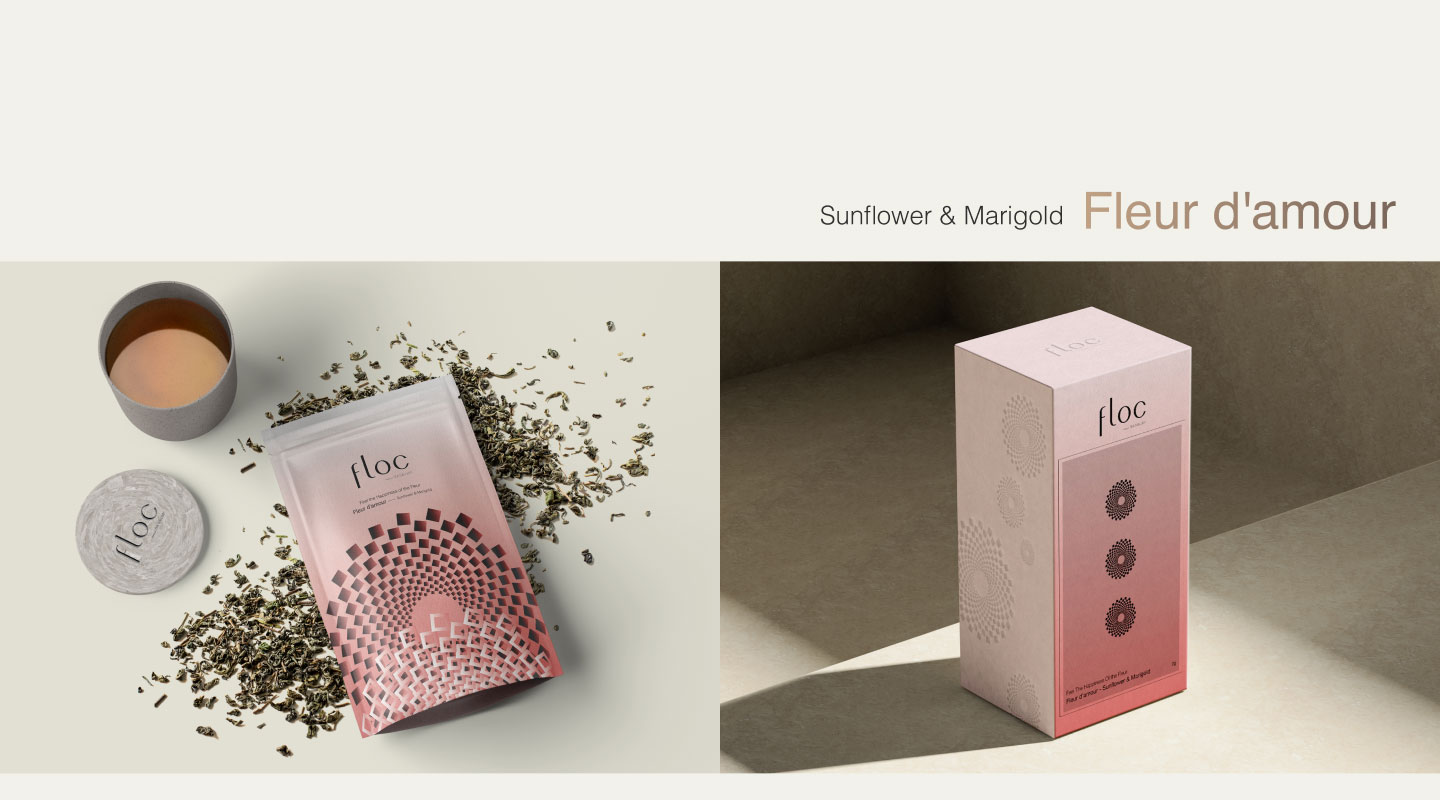 Sunflower & Marigold Fleur d'amour
floc
floc
Feel the Happiness of the Fleur
Fleur d'amour — Sunflower & Marigold
floc
floc
Feel The Happiness Of the Fleur
Fleur d'amour - Sunflower & Marigold